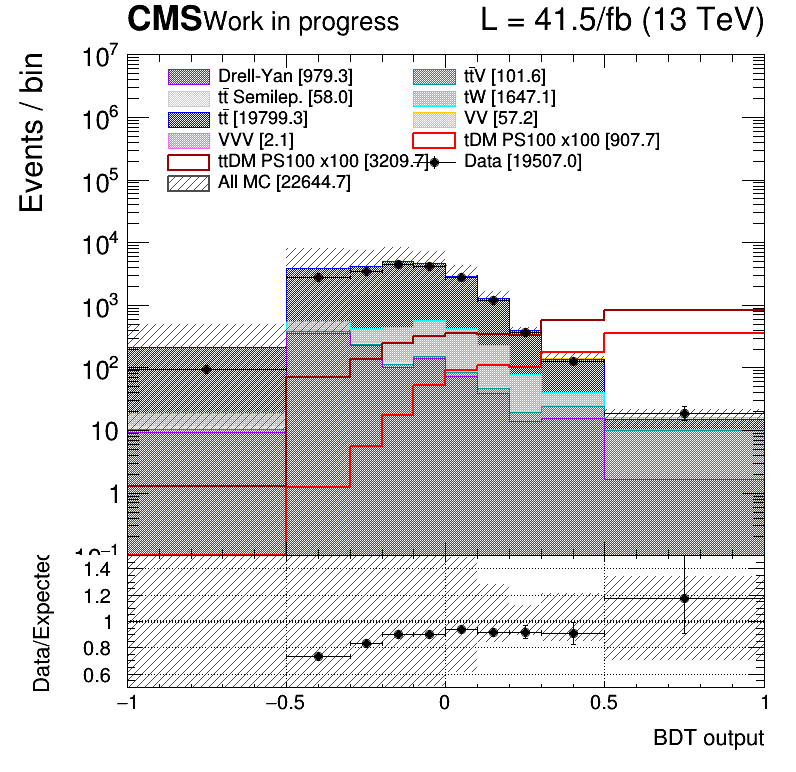 CMS Work in progress L = 41.5/fb (13 TeV)
Events / bin
10⁷
10⁶
10⁵
10⁴
10³
10²
10
1
10⁻¹
Drell-Yan [979.3] tt̄V [101.6]
tt̄ Semilep. [58.0] tW [1647.1]
tt̄ [19799.3] VV [57.2]
VVV [2.1] tDM PS100 x100 [907.7]
ttDM PS100 x100 [3209.7] Data [19507.0]
All MC [22644.7]
Data/Expected
1.4
1.2
1
0.8
0.6
−1 −0.5 0 0.5 1
BDT output